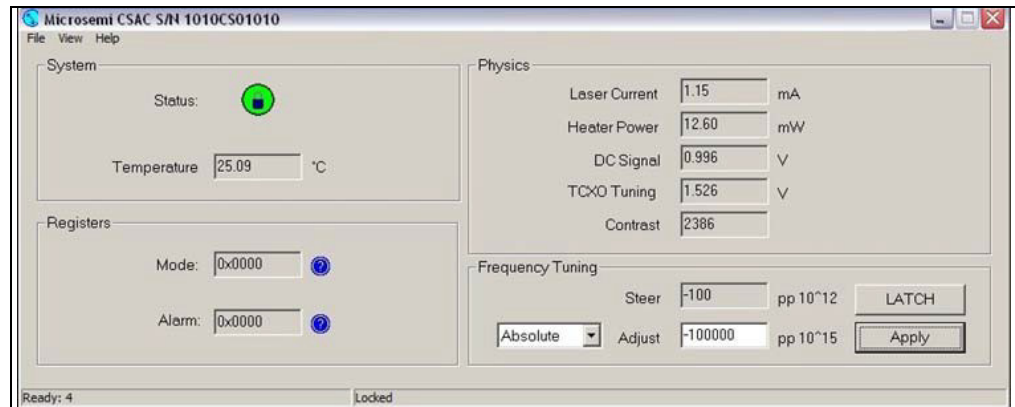 Microsemi CSAC S/N 1010CS01010
File View Help
System
Status:
Temperature 25.09 °C
Registers
Mode: 0x0000 ?
Alarm: 0x0000 ?
Physics
Laser Current 1.15 mA
Heater Power 12.60 mW
DC Signal 0.996 V
TCXO Tuning 1.526 V
Contrast 2386
Frequency Tuning
Steer -100 pp 10^12 LATCH
Absolute Adjust -100000 pp 10^15 Apply
Ready: 4 Locked